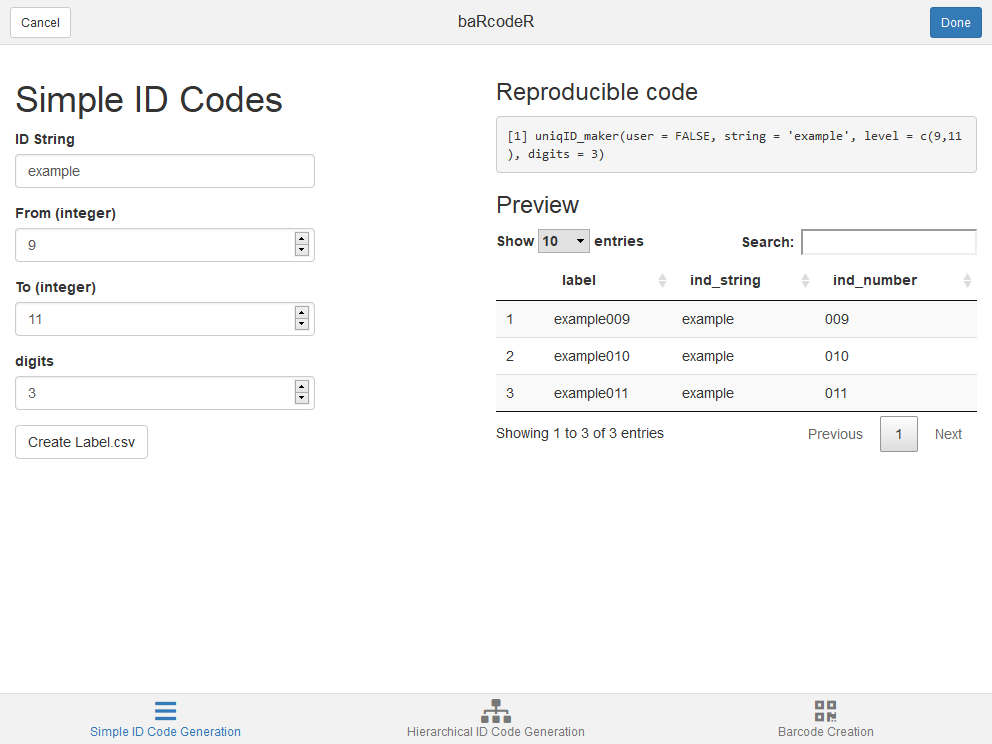 Cancel
baRcodeR
Done
Simple ID Codes
ID String
example
From (integer)
9
To (integer)
11
digits
3
Create Label.csv
Reproducible code
[1] uniqID_maker(user = FALSE, string = 'example', level = c(9,11
), digits = 3)
Preview
Show 10 entries
Search:
label ind_string ind_number
1 example009 example 009
2 example010 example 010
3 example011 example 011
Showing 1 to 3 of 3 entries
Previous 1 Next
Simple ID Code Generation
Hierarchical ID Code Generation
Barcode Creation